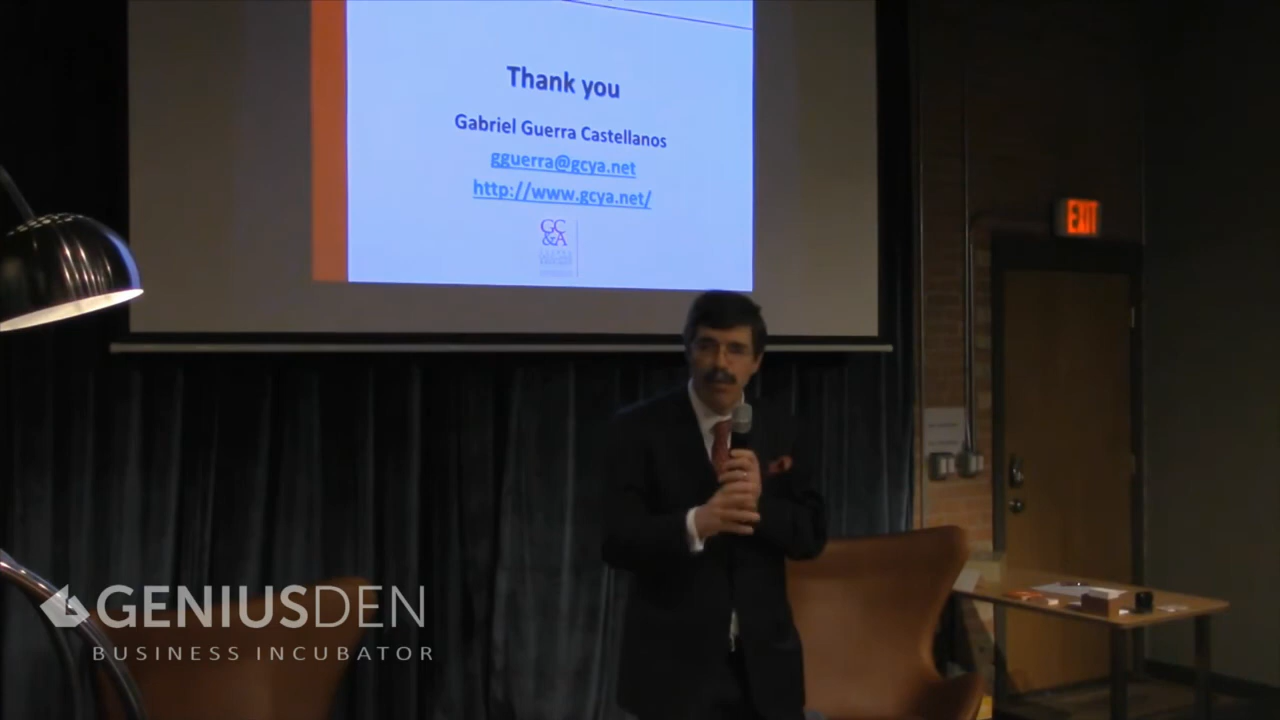 Thank you
Gabriel Guerra Castellanos
gguerra@gcya.net
http://www.gcya.net/
GC
&A
EXIT
GENIUSDEN
BUSINESS INCUBATOR